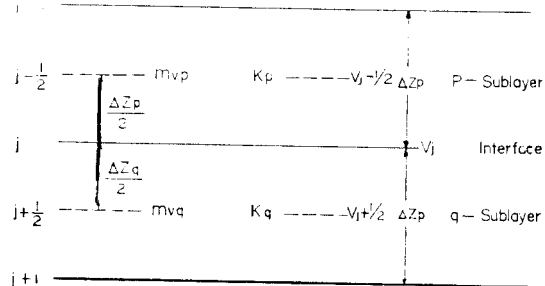 j-1/2 mvp Kp Vj-1/2 ΔZp P-Sublayer
ΔZp/2
j Vj Interface
ΔZq/2
j+1/2 mvq Kq Vj+1/2 ΔZp q-Sublayer
j+1